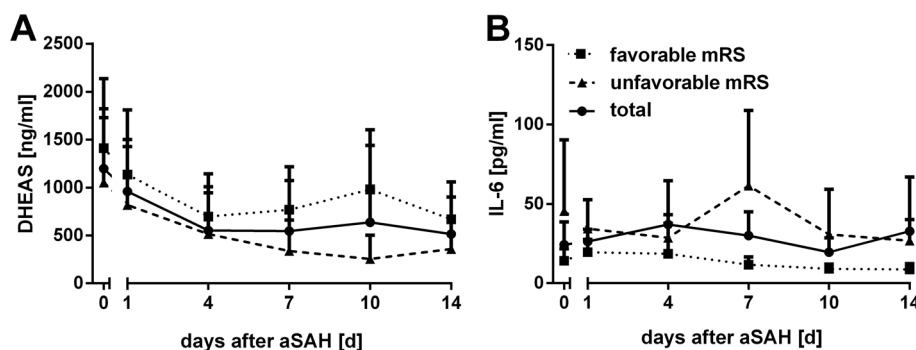 A
2500
2000
1500
1000
500
0
DHEAS [ng/ml]
0 1 4 7 10 14
days after aSAH [d]
B
150
100
50
0
IL-6 [pg/ml]
favorable mRS
unfavorable mRS
total
0 1 4 7 10 14
days after aSAH [d]